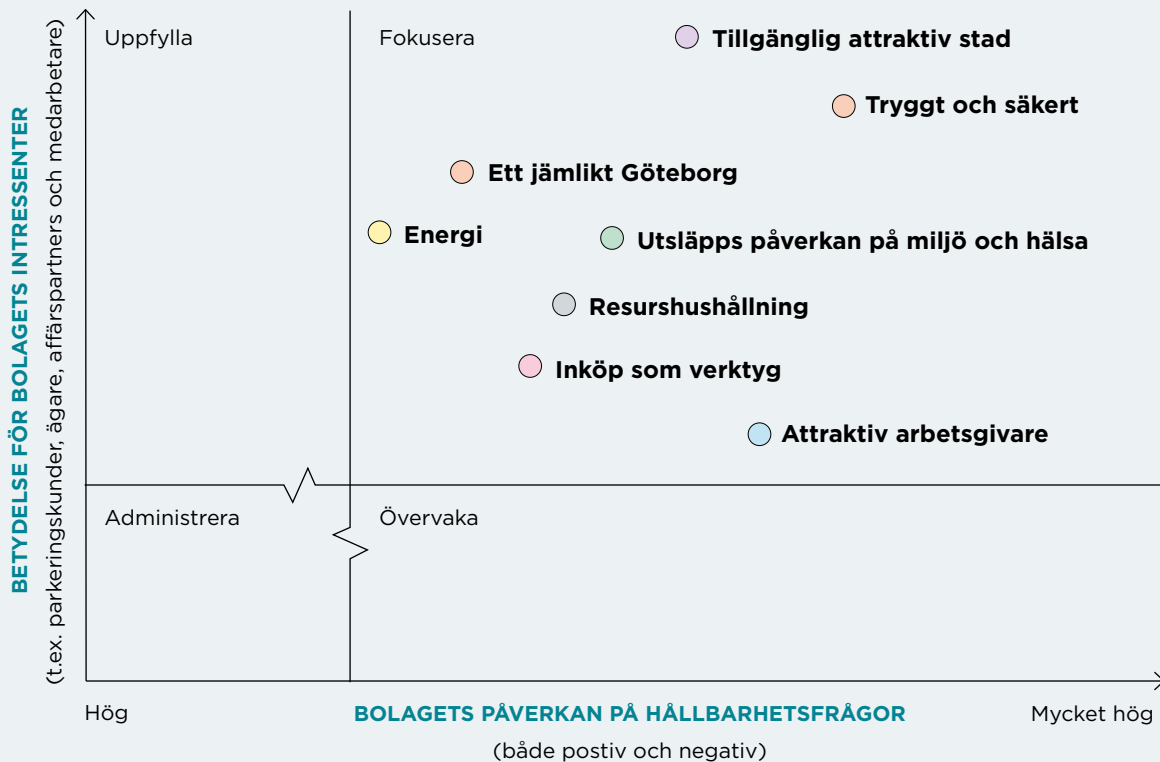 BETYDELSE FÖR BOLAGETS INTRESSENTER
(t.ex. parkeringskunder, ägare, affärspartners och medarbetare)
Uppfylla
Fokusera
Tillgänglig attraktiv stad
Tryggt och säkert
Ett jämlikt Göteborg
Energi
Utsläpps påverkan på miljö och hälsa
Resurshushållning
Inköp som verktyg
Attraktiv arbetsgivare
Administrera
Övervaka
Hög
BOLAGETS PÅVERKAN PÅ HÅLLBARHETSFRÅGOR
Mycket hög
(både postiv och negativ)